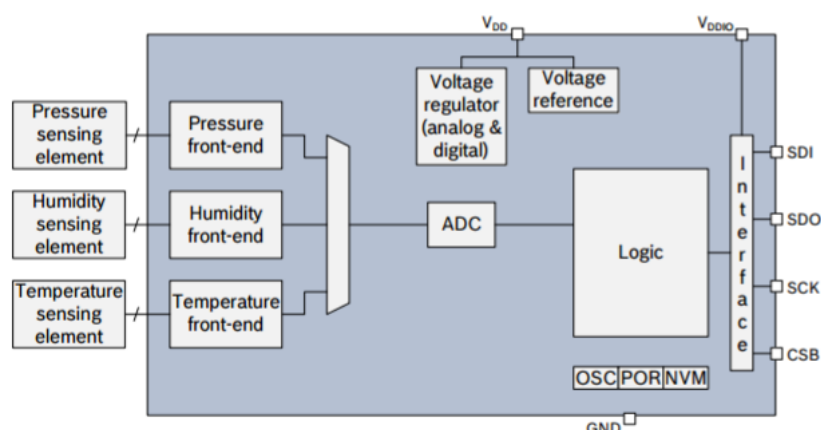 VDD
VDDIO
Voltage
regulator
(analog &
digital)
Voltage
reference
Pressure
sensing
element
Pressure
front-end
Humidity
sensing
element
Humidity
front-end
Temperature
sensing
element
Temperature
front-end
ADC
Logic
Interface
SDI
SDO
SCK
CSB
OSC
POR
NVM
GND